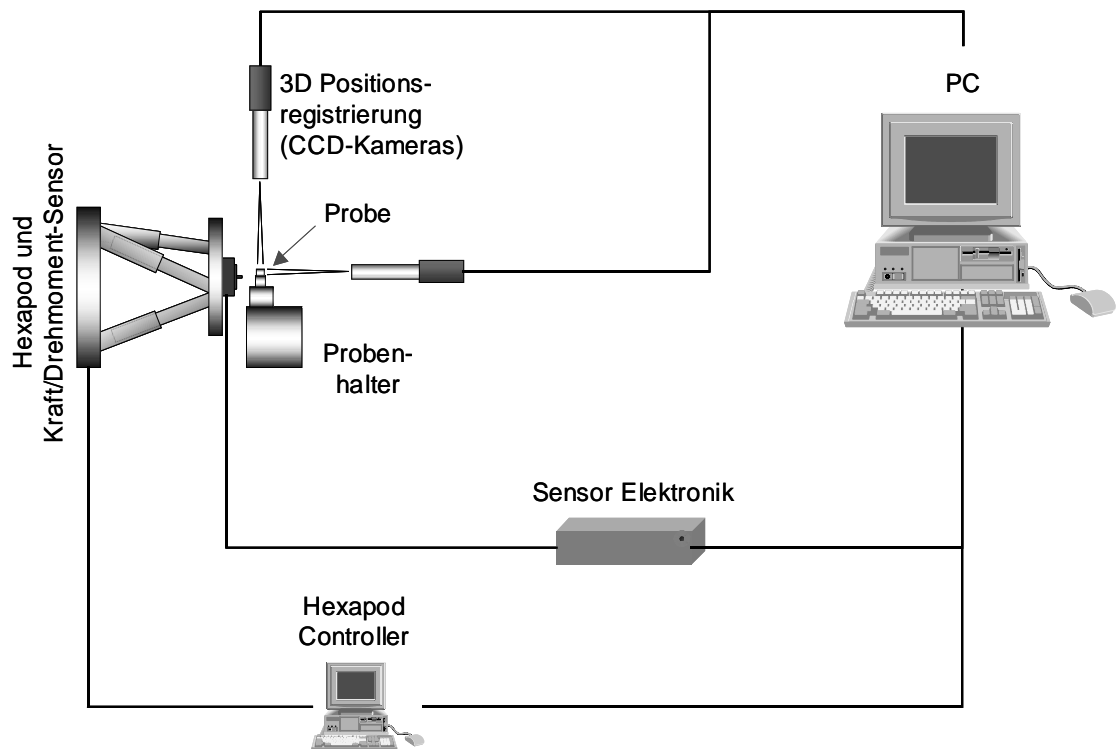 3D Positions-
registrierung
(CCD-Kameras)
PC
Probe
Hexapod und
Kraft/Drehmoment-Sensor
Proben-
halter
Sensor Elektronik
Hexapod
Controller